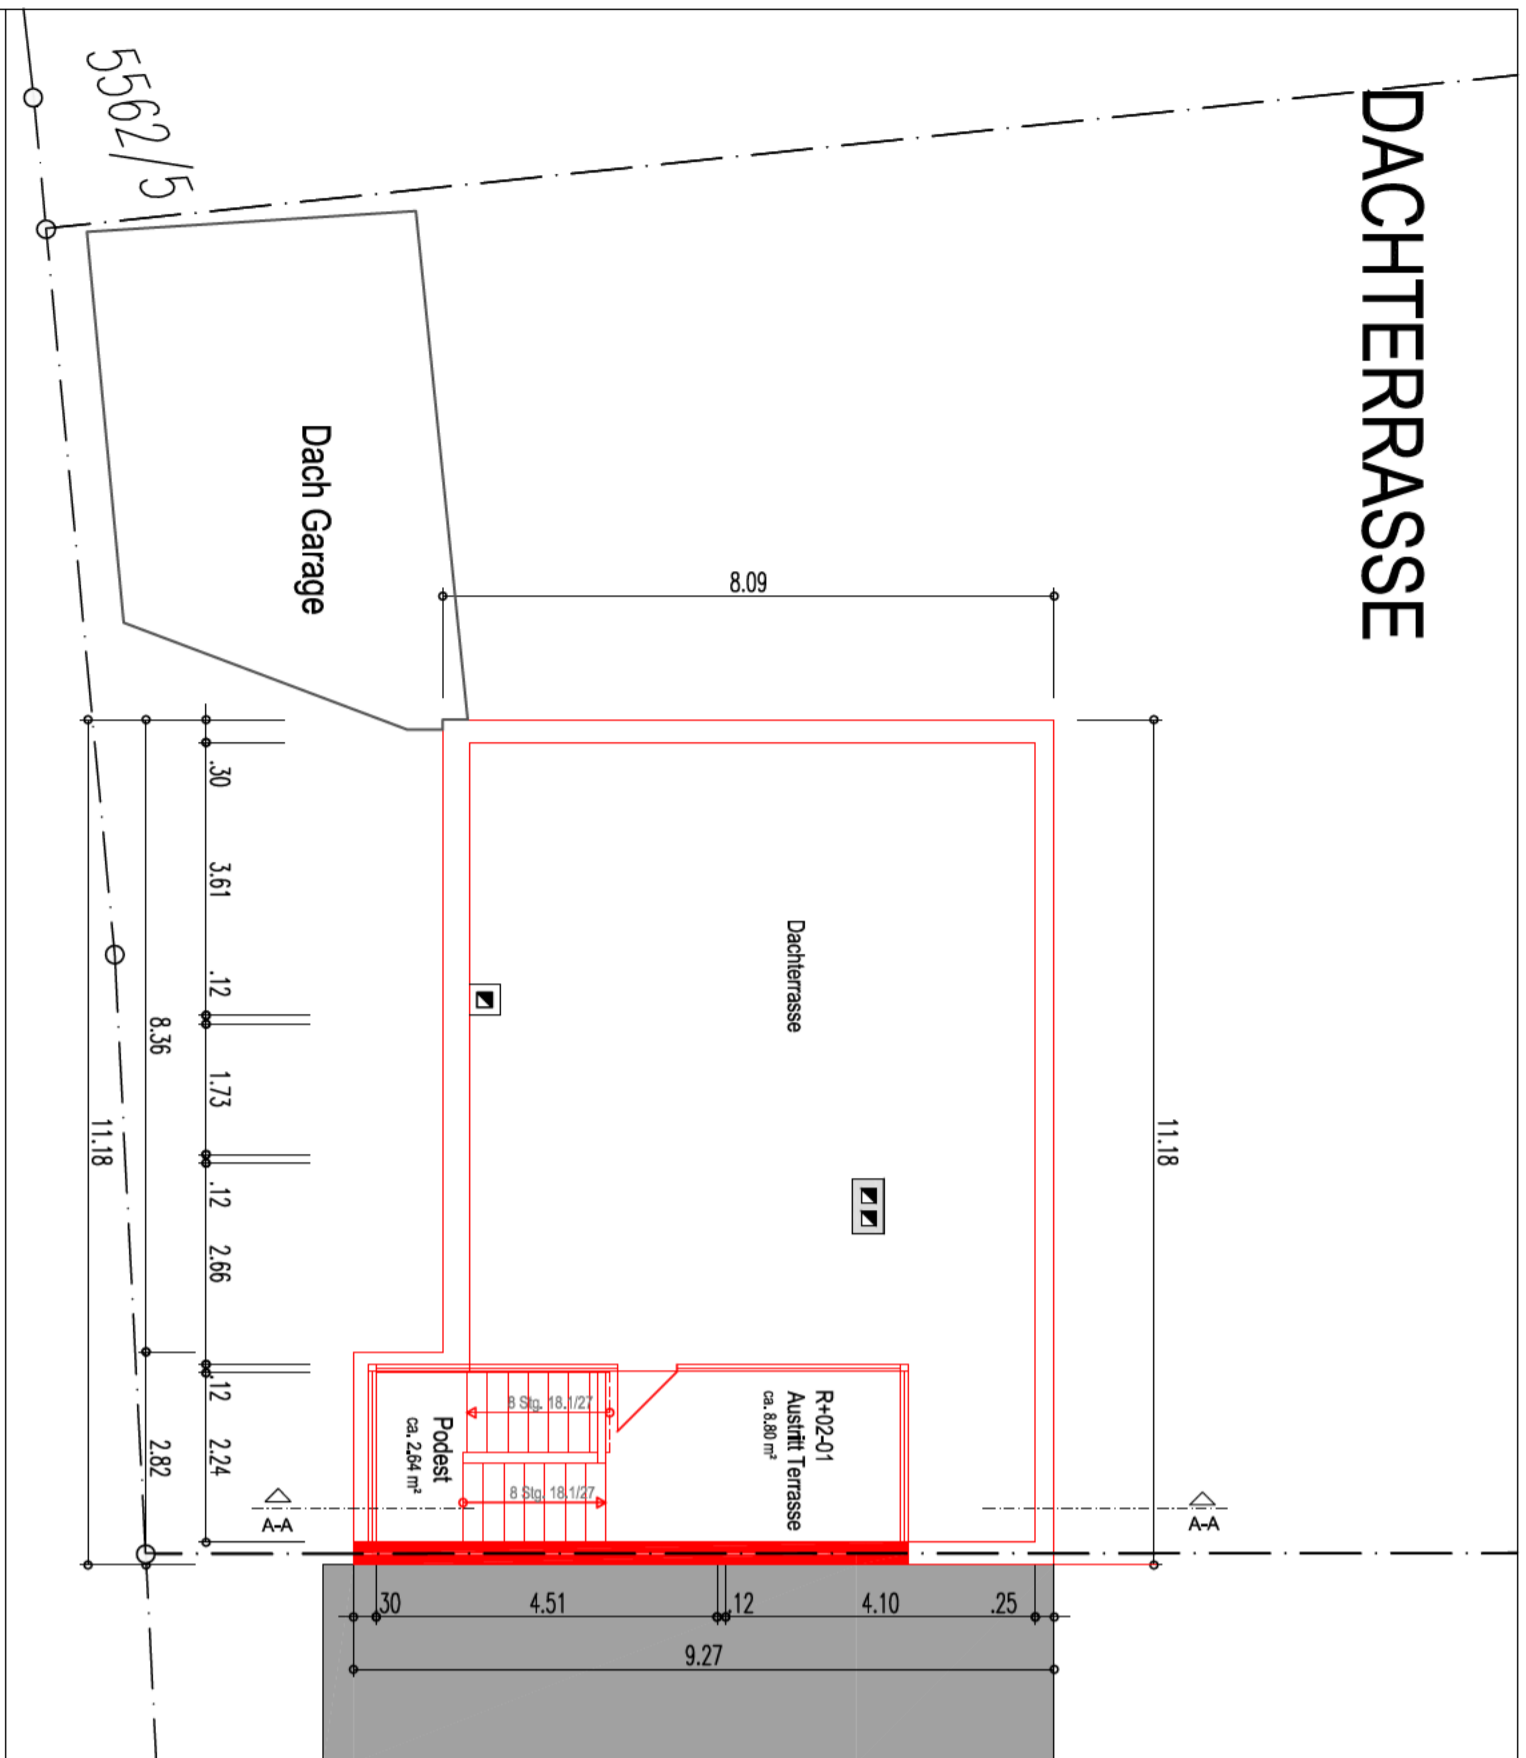 DACHTERRASSE
5562/5
Dach Garage
8.09
11.18
Dachterrasse
.30
3.61
.12
1.73
.12
2.66
.12
2.24
8.36
2.82
11.18
R+02-01
Austritt Terrasse
ca. 8.80 m²
8 Stg. 18.1/27
8 Stg. 18.1/27
Podest
ca. 2.64 m²
A-A
A-A
.30
4.51
.12
4.10
.25
9.27